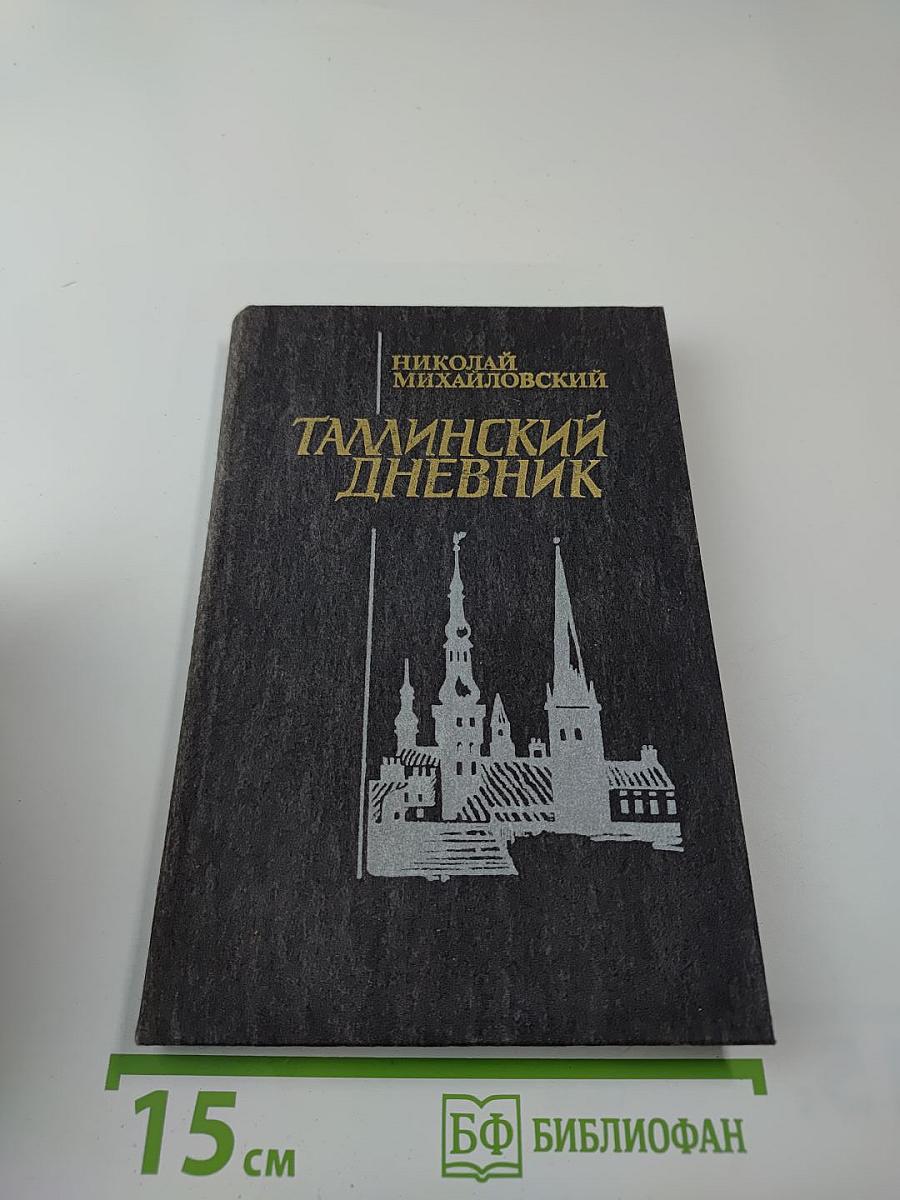 НИКОЛАЙ
МИХАЙЛОВСКИЙ
ТАЛЛИНСКИЙ
ДНЕВНИК
15 см
БФ БИБЛИОФАН